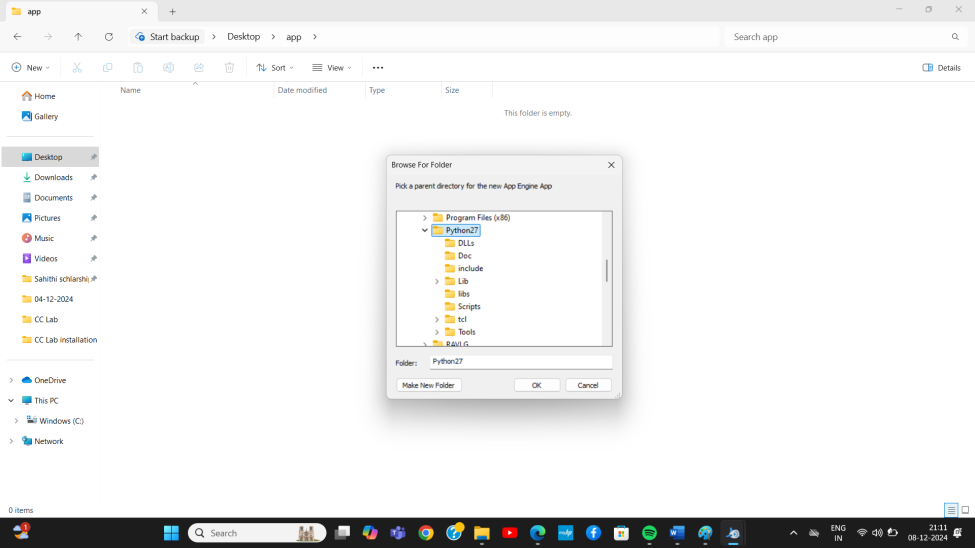 app
Start backup
Desktop
app
Search app
New
Sort
View
Details
Name
Date modified
Type
Size
This folder is empty.
Home
Gallery
Desktop
Downloads
Documents
Pictures
Music
Videos
Sahithi schlarshi
04-12-2024
CC Lab
CC Lab installation
OneDrive
This PC
Windows (C:)
Network
Browse For Folder
Pick a parent directory for the new App Engine App
Program Files (x86)
Python27
DLLs
Doc
include
Lib
libs
Scripts
tcl
Tools
RAVLG
Folder:
Python27
Make New Folder
OK
Cancel
0 items
1
Search
ENG
IN
21:11
08-12-2024